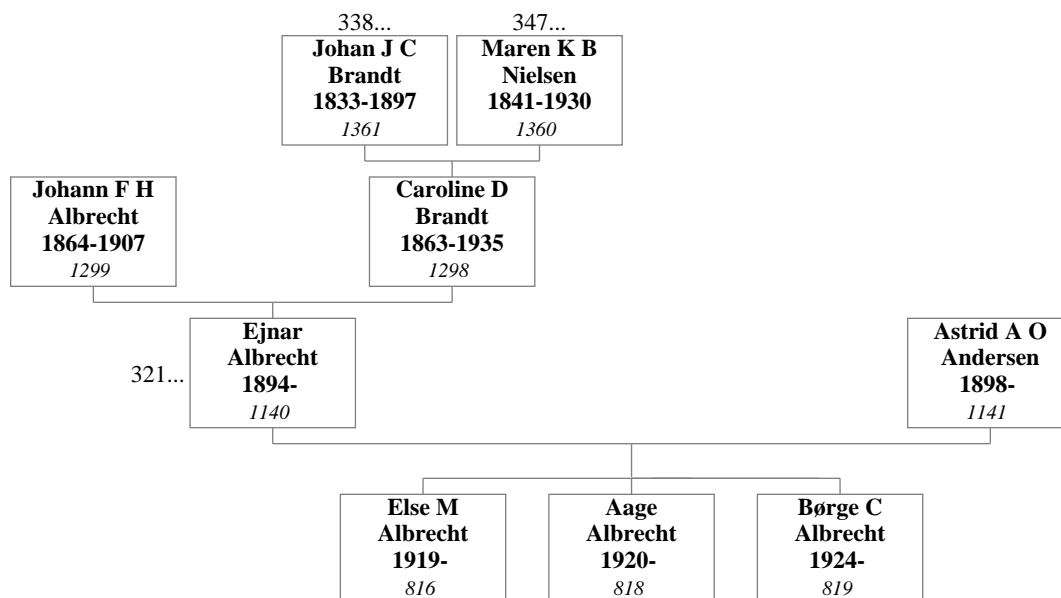 338...
Johan J C
Brandt
1833-1897
1361
347...
Maren K B
Nielsen
1841-1930
1360
Johann F H
Albrecht
1864-1907
1299
Caroline D
Brandt
1863-1935
1298
321...
Ejnar
Albrecht
1894-
1140
Astrid A O
Andersen
1898-
1141
Else M
Albrecht
1919-
816
Aage
Albrecht
1920-
818
Børge C
Albrecht
1924-
819